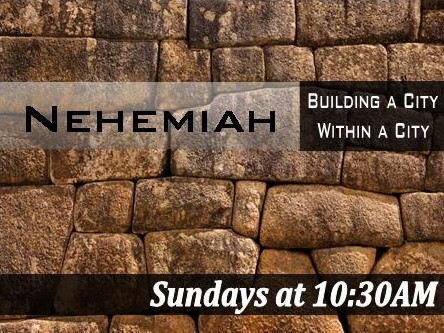 NEHEMIAH
BUILDING A CITY
WITHIN A CITY
Sundays at 10:30AM